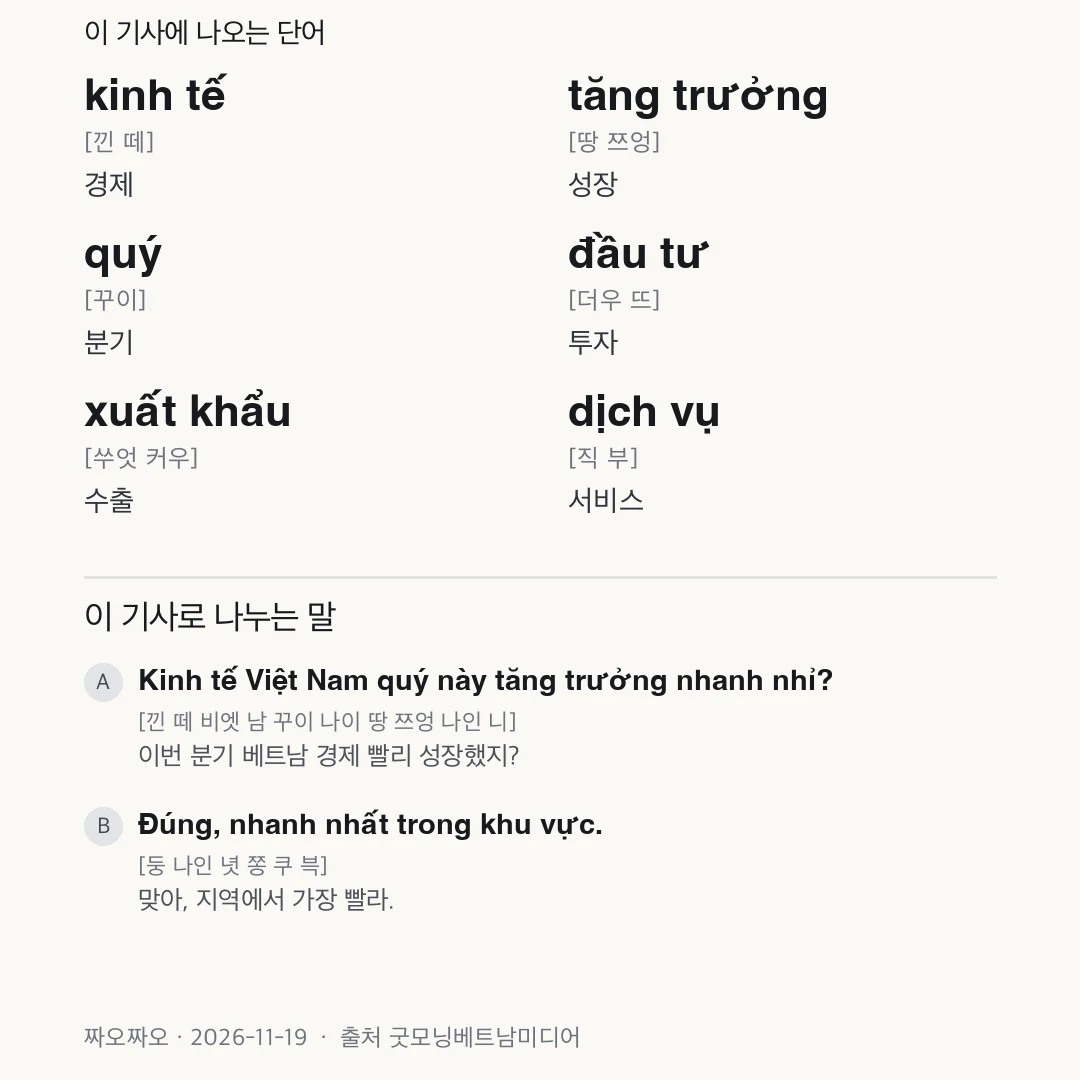 이 기사에 나오는 단어
kinh tế
[낀 떼]
경제
tăng trưởng
[땅 쯔엉]
성장
quý
[꾸이]
분기
đầu tư
[더우 뜨]
투자
xuất khẩu
[쑤엇 커우]
수출
dịch vụ
[직 부]
서비스
이 기사로 나누는 말
A
Kinh tế Việt Nam quý này tăng trưởng nhanh nhỉ?
[낀 떼 비엣 남 꾸이 나이 땅 쯔엉 나인 니]
이번 분기 베트남 경제 빨리 성장했지?
B
Đúng, nhanh nhất trong khu vực.
[둥 나인 녓 쫑 쿠 븍]
맞아, 지역에서 가장 빨라.
짜오짜오 · 2026-11-19 · 출처 굿모닝베트남미디어